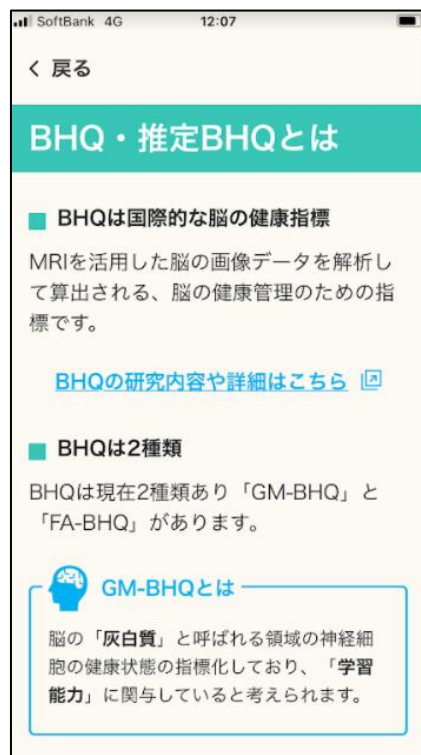 SoftBank 4G 12:07
戻る
BHQ・推定BHQとは
BHQは国際的な脳の健康指標
MRIを活用した脳の画像データを解析し
て算出される、脳の健康管理のための指
標です。
BHQの研究内容や詳細はこちら
BHQは2種類
BHQは現在2種類あり「GM-BHQ」と
「FA-BHQ」があります。
GM-BHQとは
脳の「灰白質」と呼ばれる領域の神経細
胞の健康状態の指標化しており、「学習
能力」に関与していると考えられます。